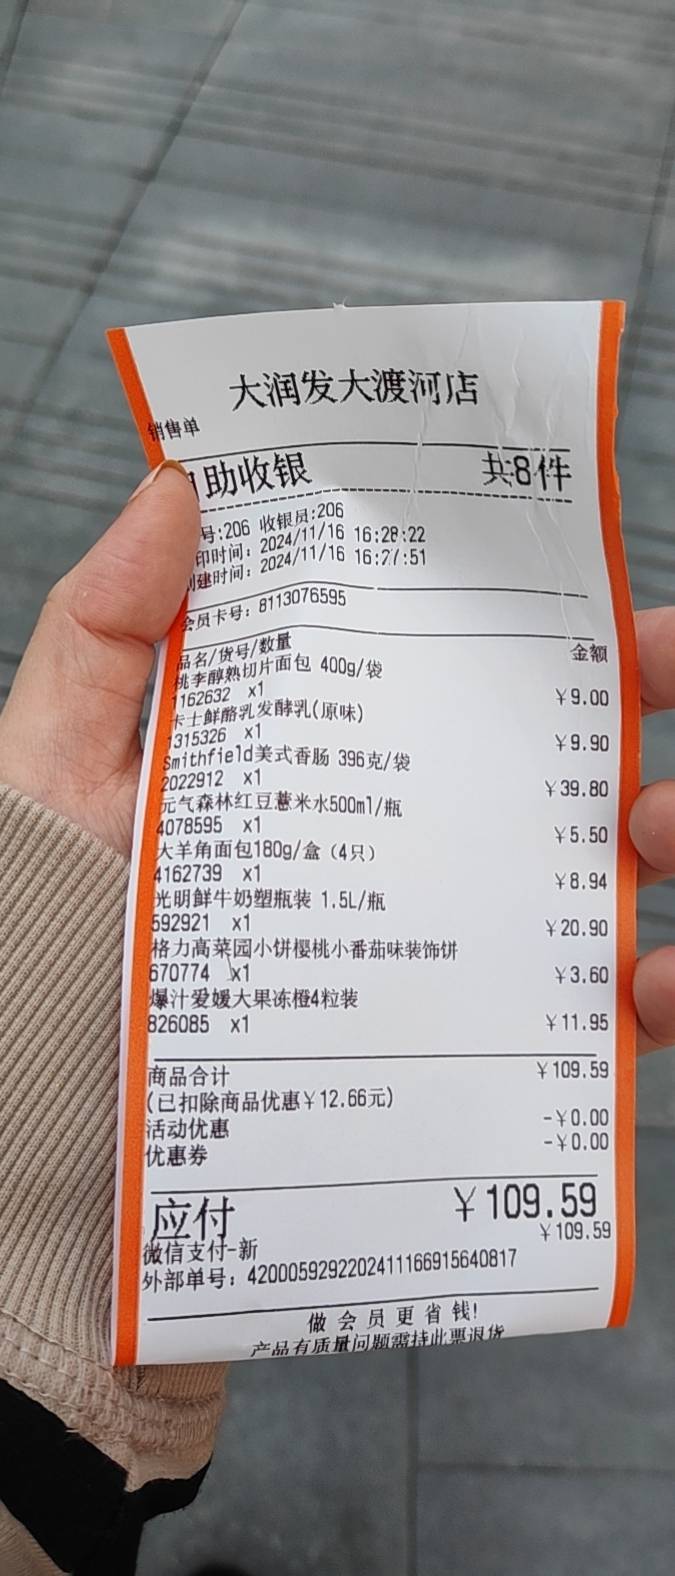 大润发大渡河店
销售单
自助收银 共8件
号:206 收银员:206
印时间: 2024/11/16 16:28:22
创建时间: 2024/11/16 16:27:51
会员卡号: 8113076595
品名/货号/数量 金额
桃李醇熟切片面包 400g/袋
1162632 x1 ￥9.00
卡士鲜酪乳发酵乳(原味)
1315326 x1 ￥9.90
Smithfield美式香肠 396克/袋
2022912 x1 ￥39.80
元气森林红豆薏米水500ml/瓶
4078595 x1 ￥5.50
大羊角面包180g/盒（4只）
4162739 x1 ￥8.94
光明鲜牛奶塑瓶装 1.5L/瓶
592921 x1 ￥20.90
格力高菜园小饼樱桃小番茄味装饰饼
670774 x1 ￥3.60
爆汁爱媛大果冻橙4粒装
826085 x1 ￥11.95
商品合计 ￥109.59
(已扣除商品优惠￥12.66元)
活动优惠 -￥0.00
优惠券 -￥0.00
应付 ￥109.59
微信支付-新 ￥109.59
外部单号: 4200059292202411166915640817
做会员更省钱!
产品有质量问题需持此票退货